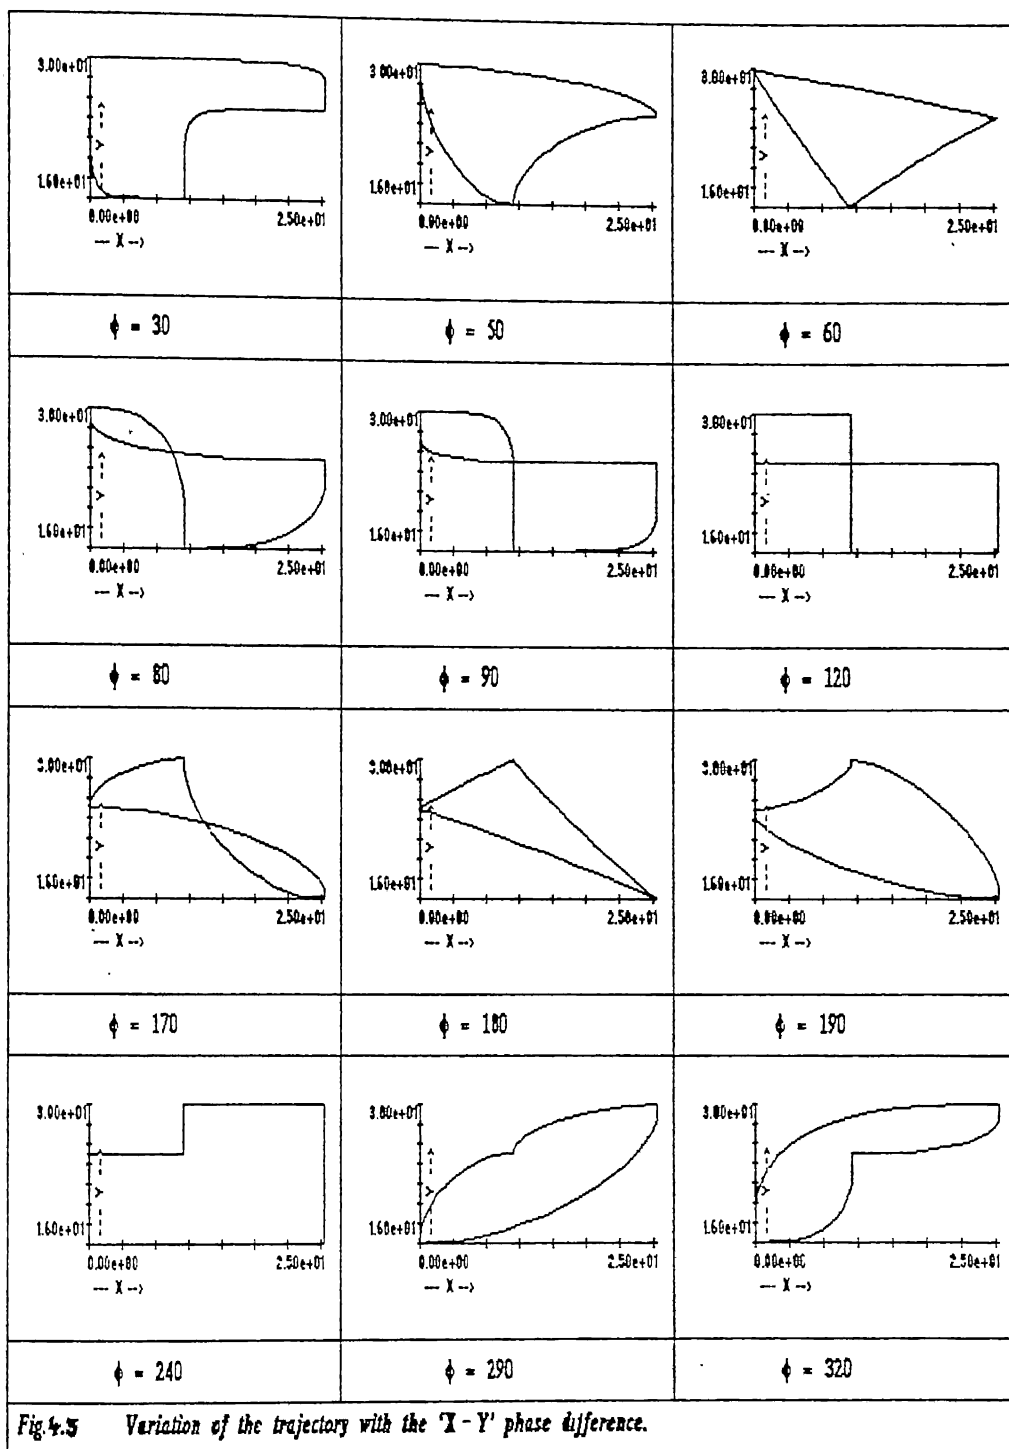 3.00e+01
Y
1.60e+01
0.00e+00 2.50e+01
— X -->
3.00e+01
Y
1.60e+01
0.00e+00 2.50e+01
— X -->
3.00e+01
Y
1.60e+01
0.00e+00 2.50e+01
— X -->
ϕ = 30
ϕ = 50
ϕ = 60
3.00e+01
Y
1.60e+01
0.00e+00 2.50e+01
— X -->
3.00e+01
Y
1.60e+01
0.00e+00 2.50e+01
— X -->
3.00e+01
Y
1.60e+01
0.00e+00 2.50e+01
— X -->
ϕ = 80
ϕ = 90
ϕ = 120
3.00e+01
Y
1.60e+01
0.00e+00 2.50e+01
— X -->
3.00e+01
Y
1.60e+01
0.00e+00 2.50e+01
— X -->
3.00e+01
Y
1.60e+01
0.00e+00 2.50e+01
— X -->
ϕ = 170
ϕ = 180
ϕ = 190
3.00e+01
Y
1.60e+01
0.00e+00 2.50e+01
— X -->
3.00e+01
Y
1.60e+01
0.00e+00 2.50e+01
— X -->
3.00e+01
Y
1.60e+01
0.00e+00 2.50e+01
— X -->
ϕ = 240
ϕ = 290
ϕ = 320
Fig.4.5 Variation of the trajectory with the 'X - Y' phase difference.